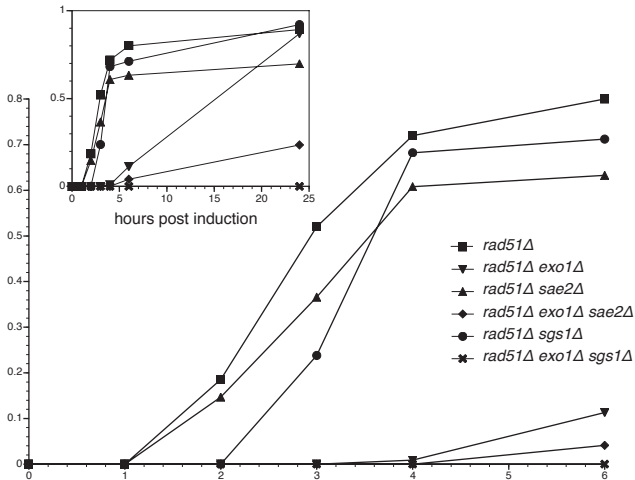 1
0.5
0
0 5 10 15 20 25
hours post induction
0.8
0.7
0.6
0.5
0.4
0.3
0.2
0.1
0
0 1 2 3 4 5 6
rad51Δ
rad51Δ exo1Δ
rad51Δ sae2Δ
rad51Δ exo1Δ sae2Δ
rad51Δ sgs1Δ
rad51Δ exo1Δ sgs1Δ